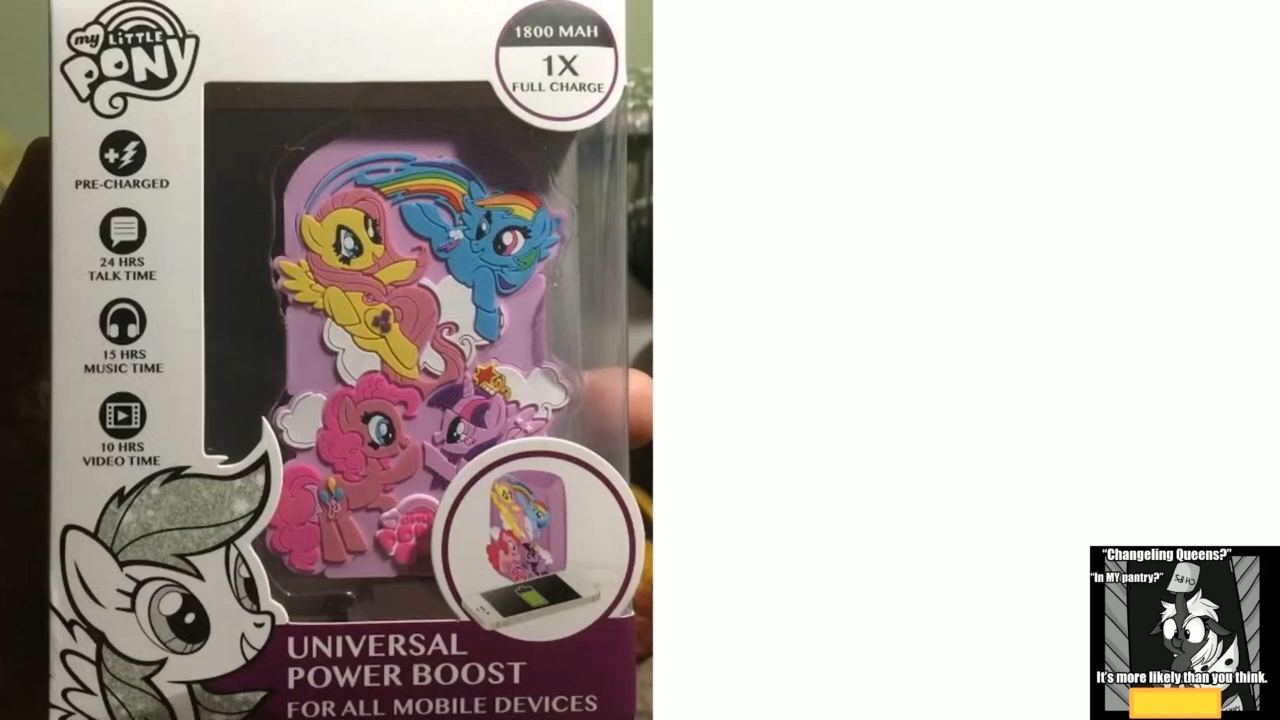 my LITTLE
PONY
1800 MAH
1X
FULL CHARGE
PRE-CHARGED
24 HRS
TALK TIME
15 HRS
MUSIC TIME
10 HRS
VIDEO TIME
UNIVERSAL
POWER BOOST
FOR ALL MOBILE DEVICES
"Changeling Queens?"
"In MY pantry?"
It's more likely than you think.